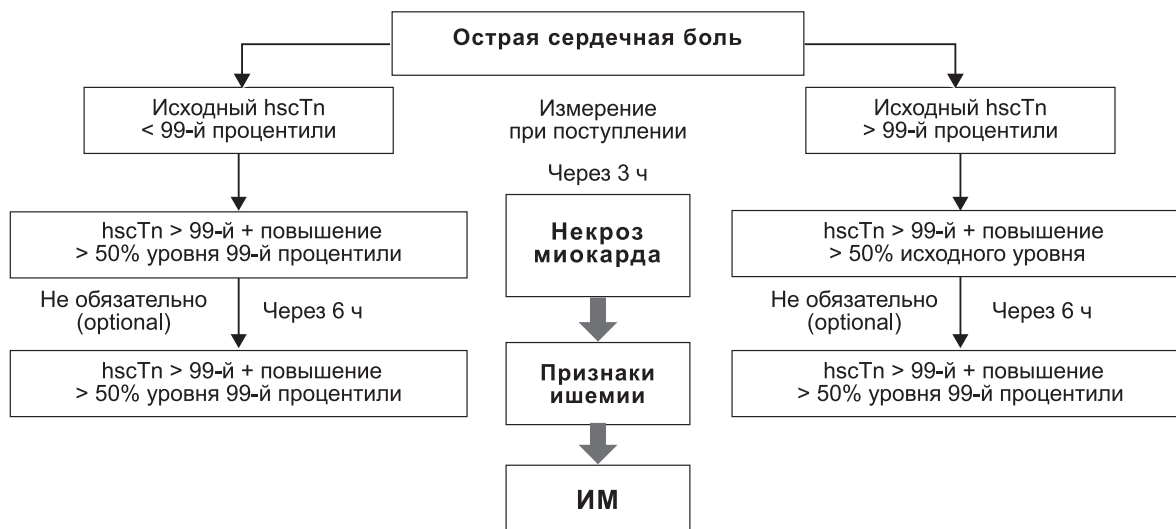 Острая сердечная боль
Исходный hscTn
< 99-й процентили
Измерение
при поступлении
Исходный hscTn
> 99-й процентили
Через 3 ч
hscTn > 99-й + повышение
> 50% уровня 99-й процентили
Некроз
миокарда
hscTn > 99-й + повышение
> 50% исходного уровня
Не обязательно
(optional)
Через 6 ч
Не обязательно
(optional)
Через 6 ч
hscTn > 99-й + повышение
> 50% уровня 99-й процентили
Признаки
ишемии
hscTn > 99-й + повышение
> 50% уровня 99-й процентили
ИМ